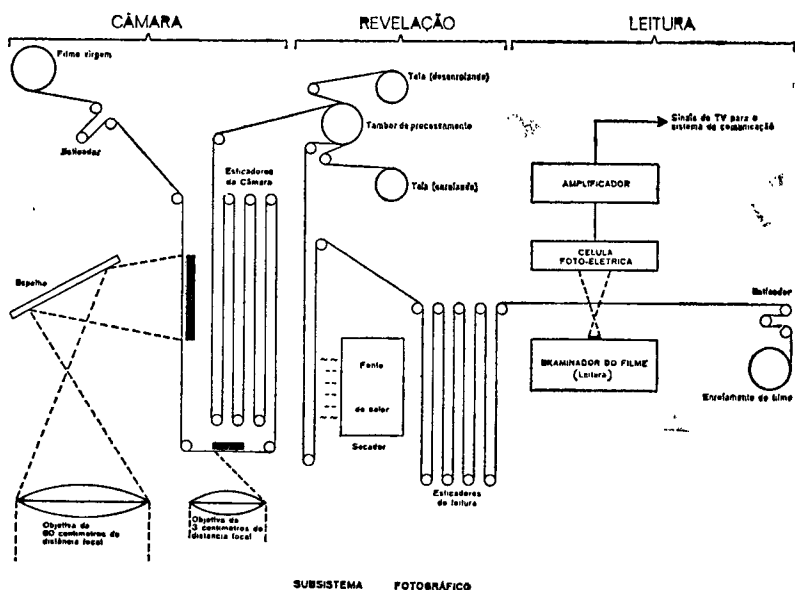 CÂMARA
REVELAÇÃO
LEITURA
Filme virgem
Esticador
Esticadores
da Câmara
Espelho
Objetiva de
60 centímetros de
distância focal
Objetiva de
3 centímetros de
distância focal
Tela (desenrolando)
Tambor de processamento
Tela (enrolando)
Fonte
de calor
Secador
Esticadores
de leitura
Sinais de TV para o
sistema de comunicação
AMPLIFICADOR
CELULA
FOTO-ELETRICA
EXAMINADOR DO FILME
(Leitura)
Esticador
Enrolamento do filme
SUBSISTEMA FOTOGRÁFICO